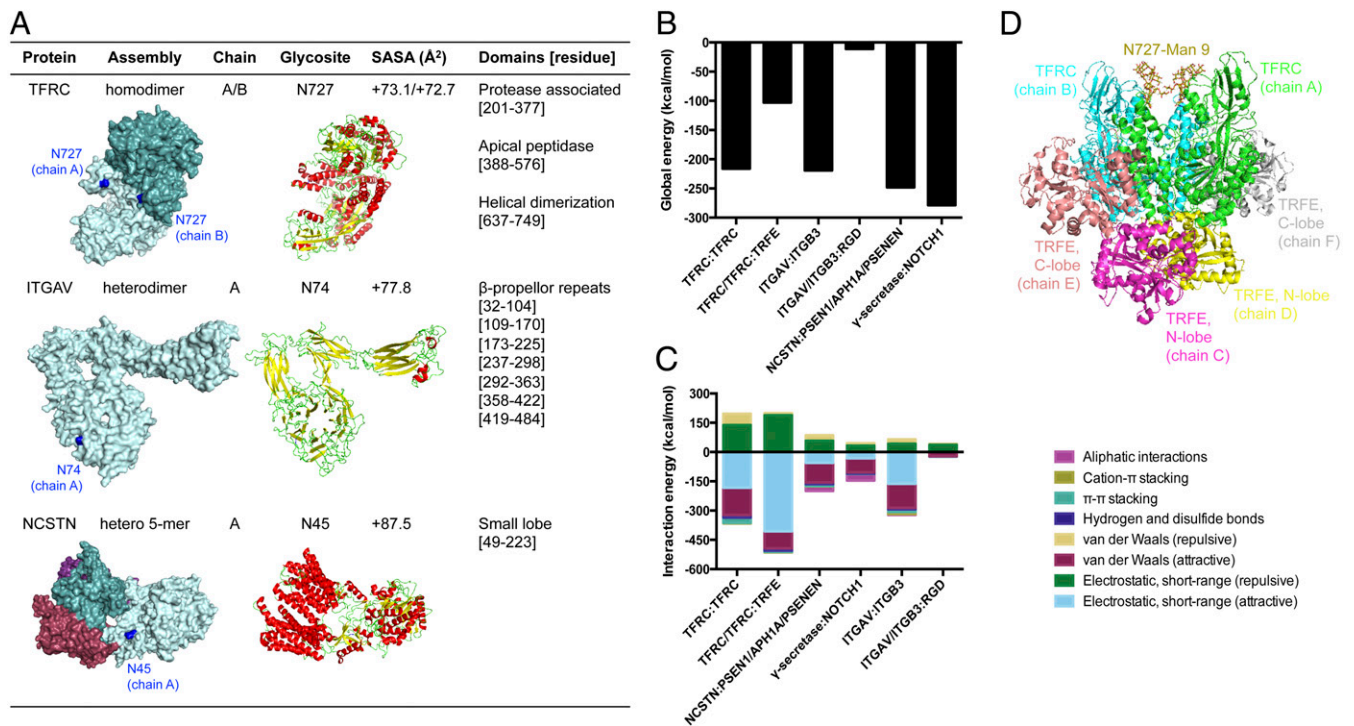 A
Protein Assembly Chain Glycosite SASA (Å²) Domains [residue]
TFRC homodimer A/B N727 +73.1/+72.7 Protease associated
[201-377]
Apical peptidase
[388-576]
Helical dimerization
[637-749]
N727
(chain A)
N727
(chain B)
ITGAV heterodimer A N74 +77.8 β-propellor repeats
[32-104]
[109-170]
[173-225]
[237-298]
[292-363]
[358-422]
[419-484]
N74
(chain A)
NCSTN hetero 5-mer A N45 +87.5 Small lobe
[49-223]
N45
(chain A)
B
Global energy (kcal/mol)
0
-50
-100
-150
-200
-250
-300
TFRC:TFRC
TFRC/TFRC:TRFE
ITGAV:ITGB3
ITGAV/ITGB3:RGD
NCSTN:PSEN1/APH1A/PSENEN
γ-secretase:NOTCH1
C
Interaction energy (kcal/mol)
300
150
0
-150
-300
-450
-600
TFRC:TFRC
TFRC/TFRC:TRFE
NCSTN:PSEN1/APH1A/PSENEN
γ-secretase:NOTCH1
ITGAV:ITGB3
ITGAV/ITGB3:RGD
Aliphatic interactions
Cation-π stacking
π-π stacking
Hydrogen and disulfide bonds
van der Waals (repulsive)
van der Waals (attractive)
Electrostatic, short-range (repulsive)
Electrostatic, short-range (attractive)
D
N727-Man 9
TFRC
(chain B)
TFRC
(chain A)
TRFE,
C-lobe
(chain E)
TRFE,
C-lobe
(chain F)
TRFE,
N-lobe
(chain C)
TRFE, N-lobe
(chain D)